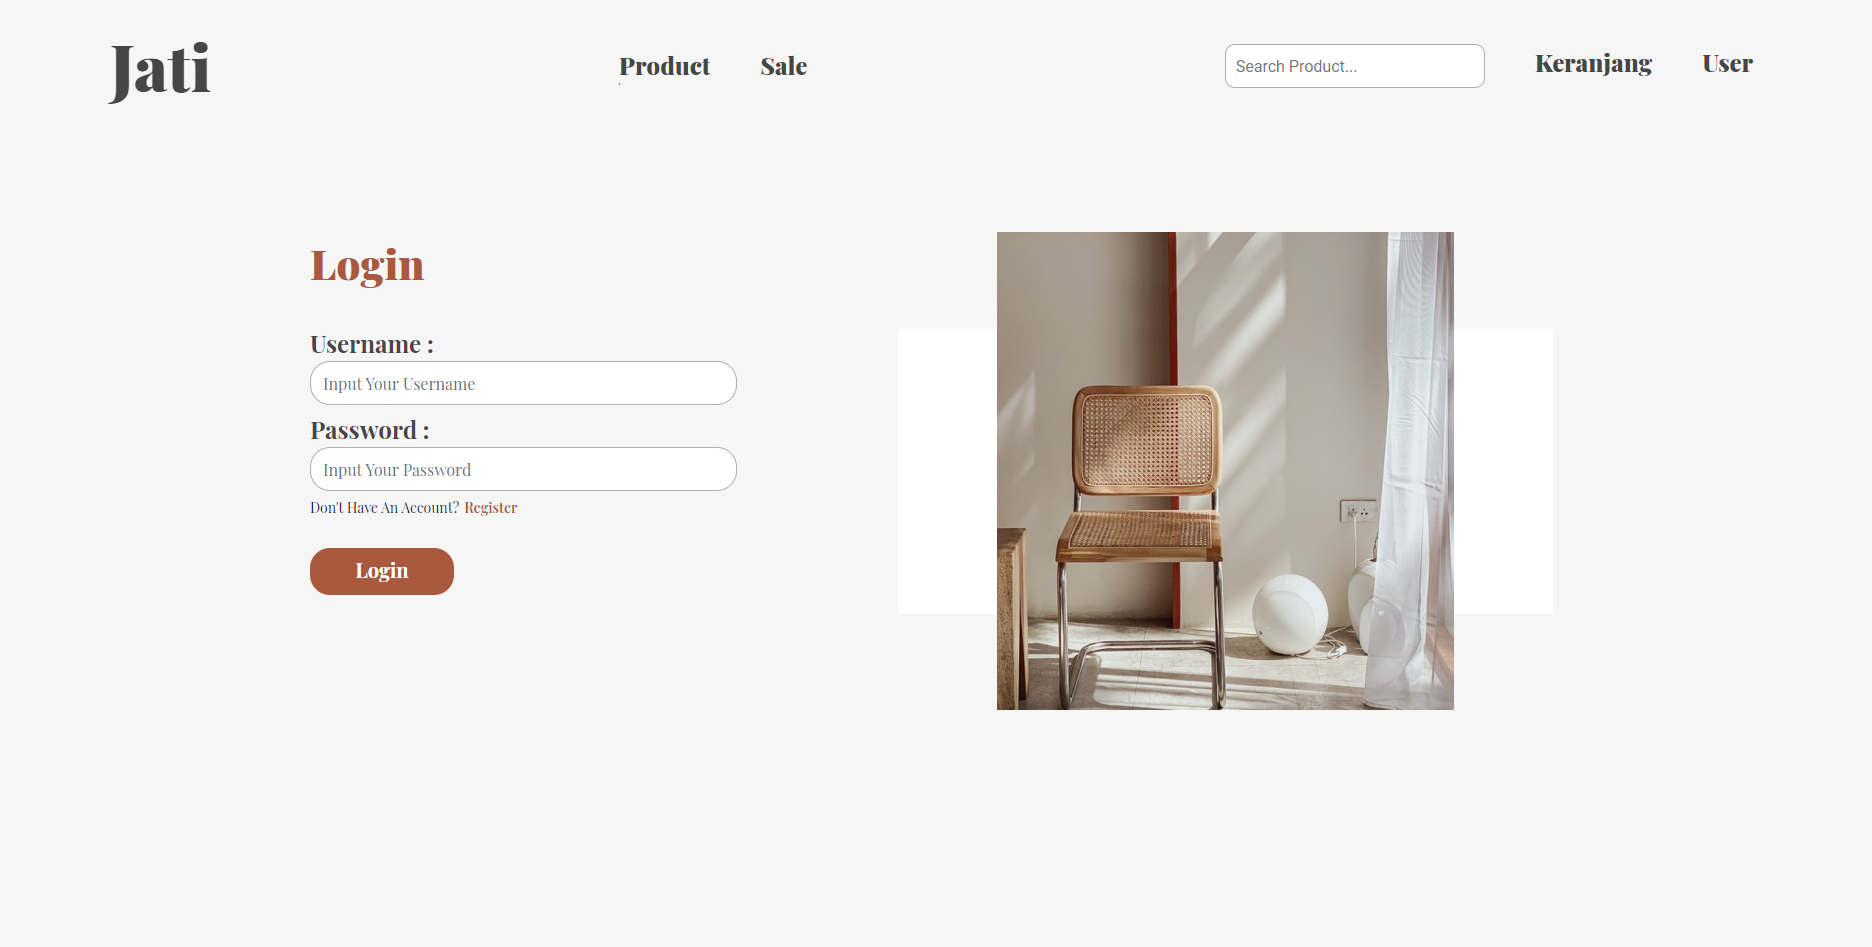 Jati
Product
Sale
Search Product...
Keranjang
User
Login
Username :
Input Your Username
Password :
Input Your Password
Don't Have An Account? Register
Login